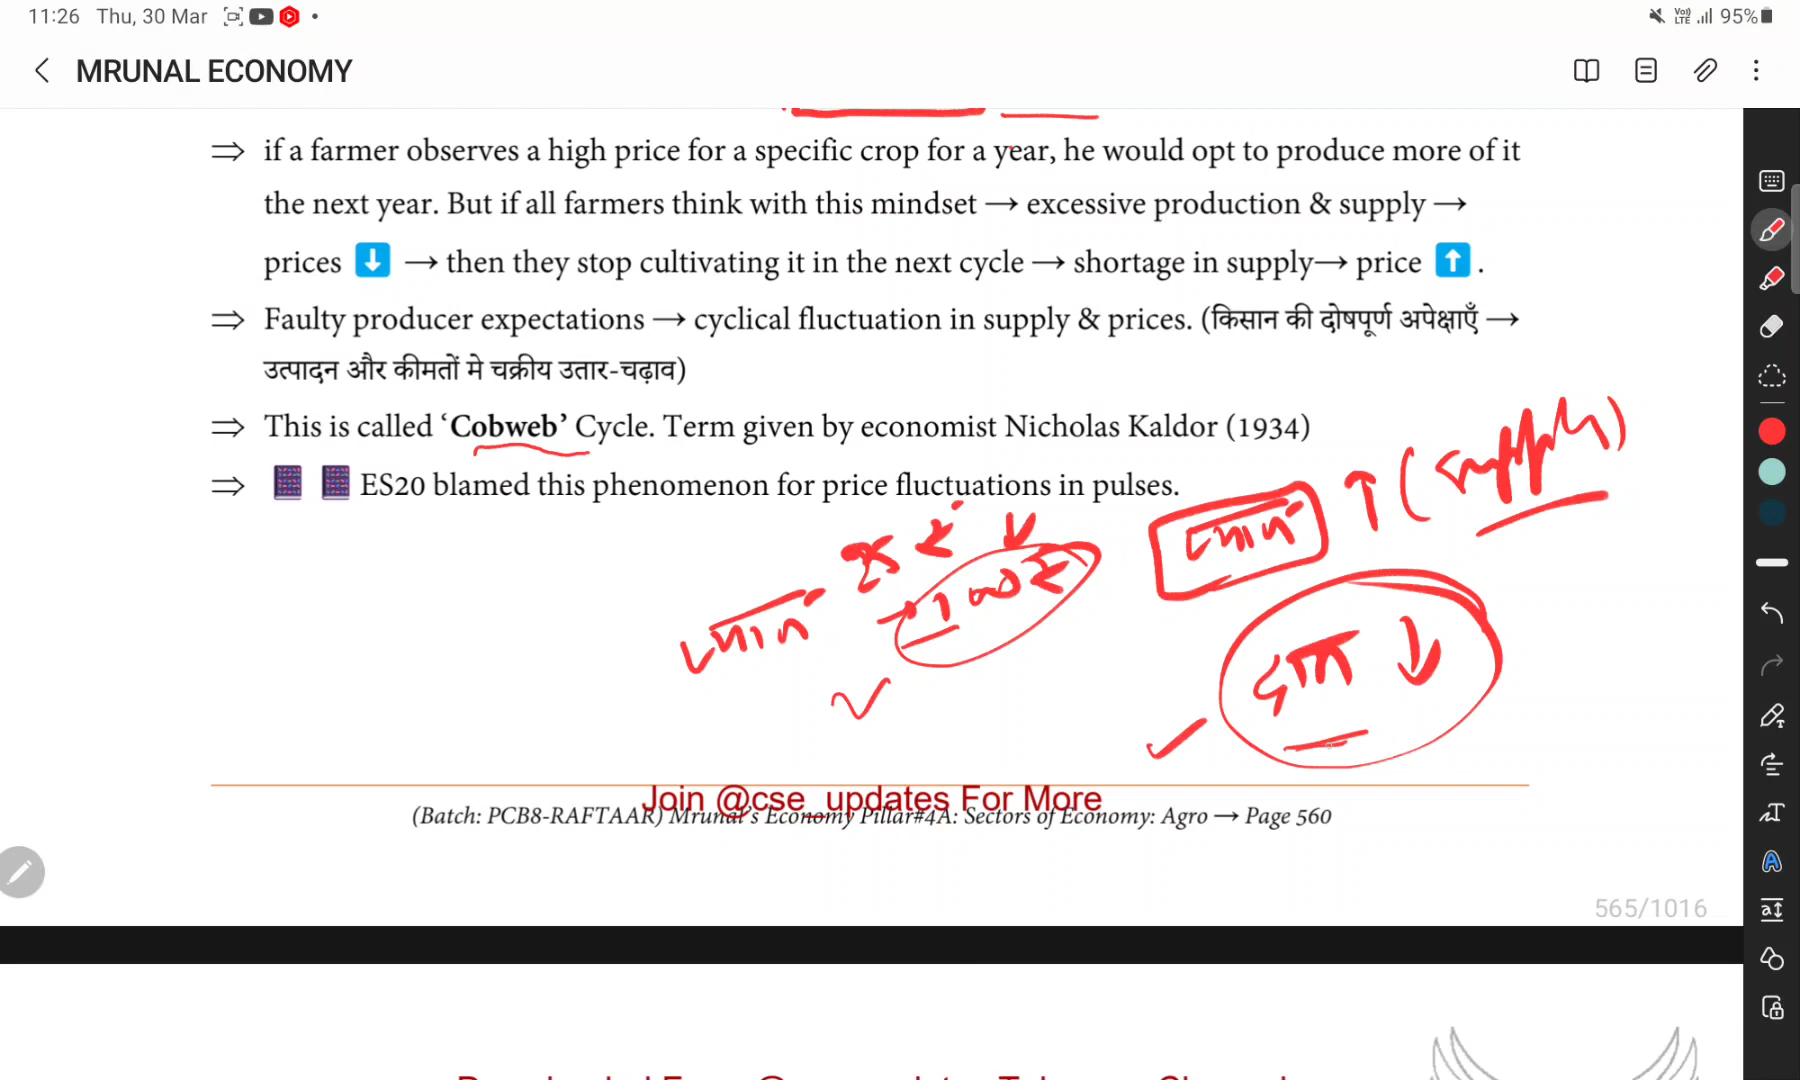 11:26 Thu, 30 Mar
95%
MRUNAL ECONOMY
⇒ if a farmer observes a high price for a specific crop for a year, he would opt to produce more of it
the next year. But if all farmers think with this mindset → excessive production & supply →
prices ⬇ → then they stop cultivating it in the next cycle → shortage in supply→ price ⬆ .
⇒ Faulty producer expectations → cyclical fluctuation in supply & prices. (किसान की दोषपूर्ण अपेक्षाएँ →
उत्पादन और कीमतों मे चक्रीय उतार-चढ़ाव)
⇒ This is called ‘Cobweb’ Cycle. Term given by economist Nicholas Kaldor (1934)
⇒ ES20 blamed this phenomenon for price fluctuations in pulses.
↑ (supply)
दाम ↓
Join @cse_updates For More
(Batch: PCB8-RAFTAAR) Mrunal's Economy Pillar#4A: Sectors of Economy: Agro → Page 560
565/1016